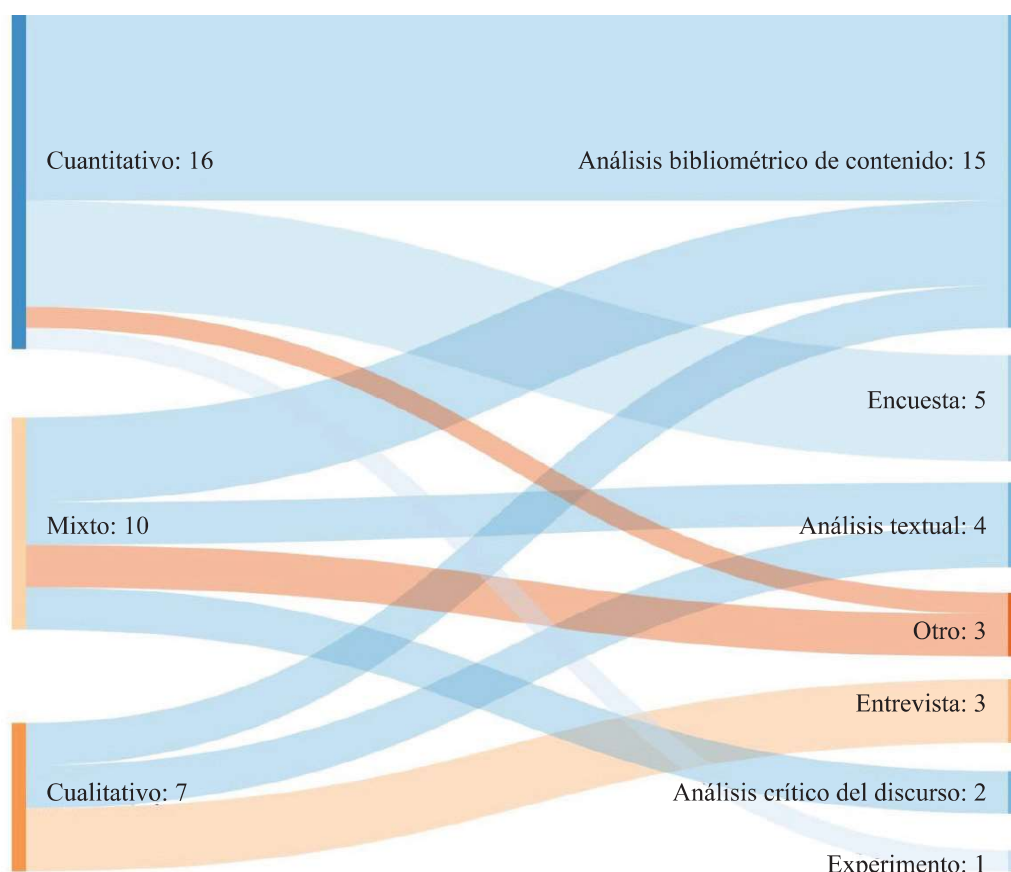 Cuantitativo: 16
Análisis bibliométrico de contenido: 15
Encuesta: 5
Mixto: 10
Análisis textual: 4
Otro: 3
Entrevista: 3
Cualitativo: 7
Análisis crítico del discurso: 2
Experimento: 1